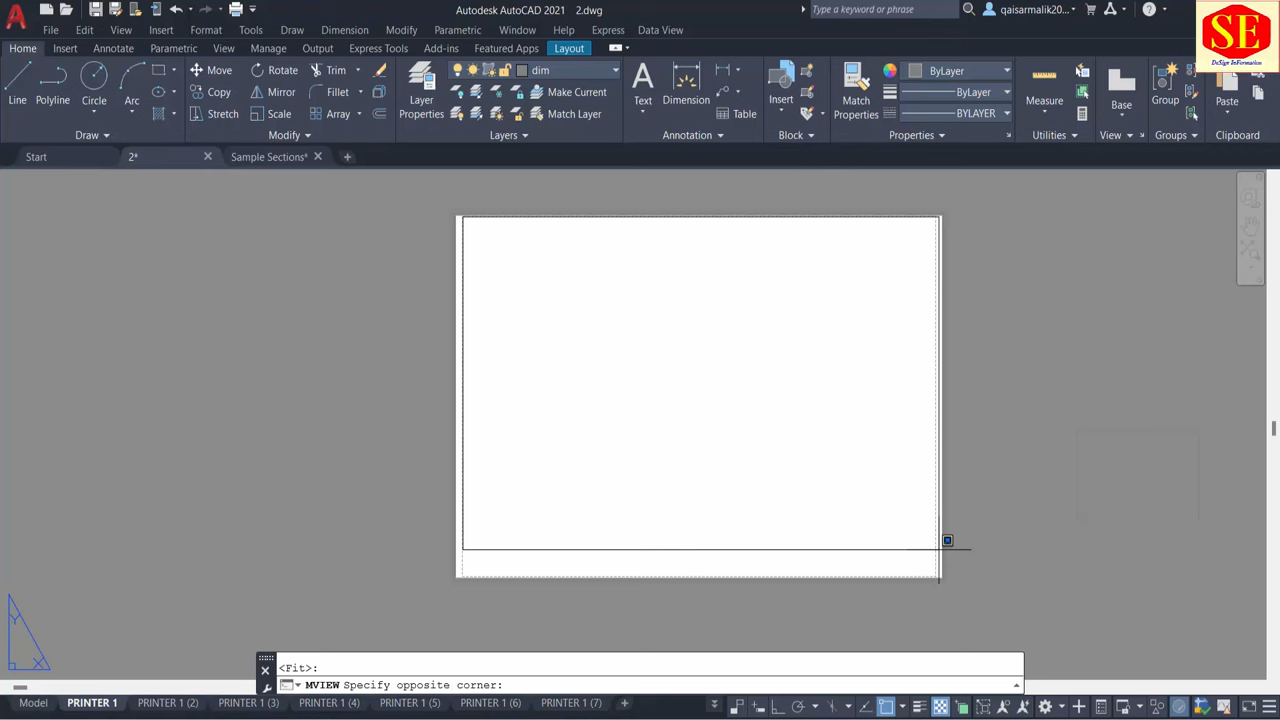 Autodesk AutoCAD 2021 2.dwg
Type a keyword or phrase
qaisarmalik20...
SE
DeSign InFormation
File Edit View Insert Format Tools Draw Dimension Modify Parametric Window Help Express Data View
Home Insert Annotate Parametric View Manage Output Express Tools Add-ins Featured Apps Layout
Line Polyline Circle Arc
Move Rotate Trim
Copy Mirror Fillet
Stretch Scale Array
Layer Properties
Make Current
Match Layer
Text Dimension Table
Insert
Match Properties
ByLayer
ByLayer
BYLAYER
Measure
Base
Group
Paste
Draw Modify Layers Annotation Block Properties Utilities View Groups Clipboard
Start 2* Sample Sections*
Y
X
<Fit>:
MVIEW Specify opposite corner:
Model PRINTER 1 PRINTER 1 (2) PRINTER 1 (3) PRINTER 1 (4) PRINTER 1 (5) PRINTER 1 (6) PRINTER 1 (7)